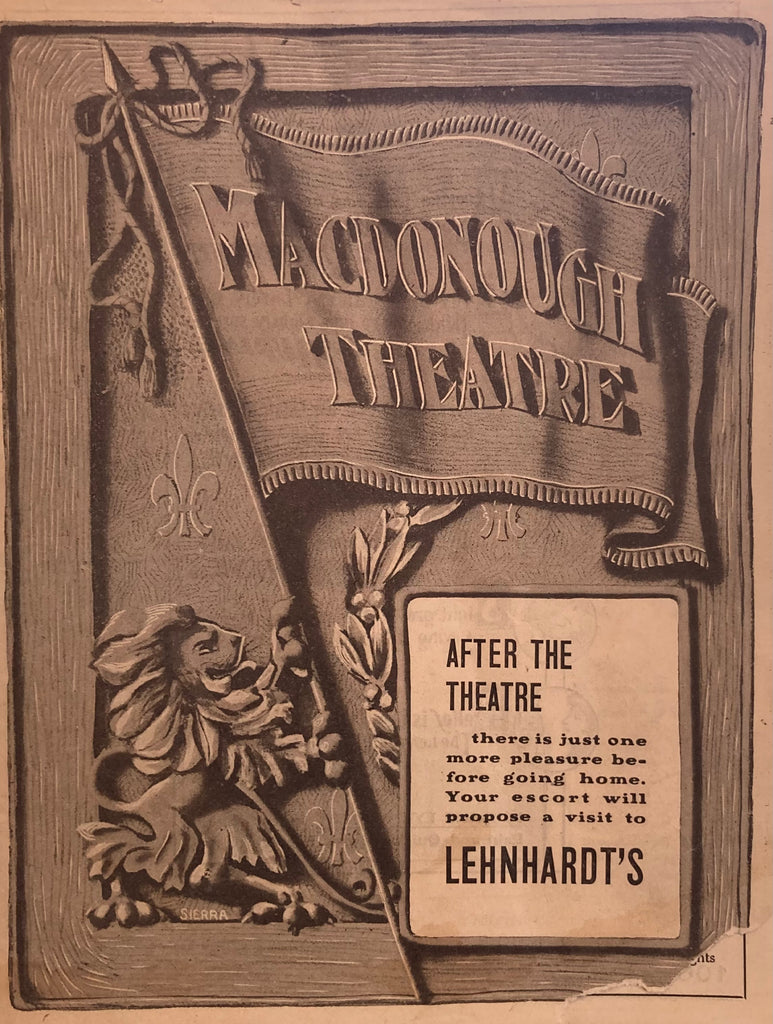 MACDONOUGH
THEATRE
AFTER THE
THEATRE
there is just one
more pleasure be-
fore going home.
Your escort will
propose a visit to
LEHNHARDT'S
SIERRA